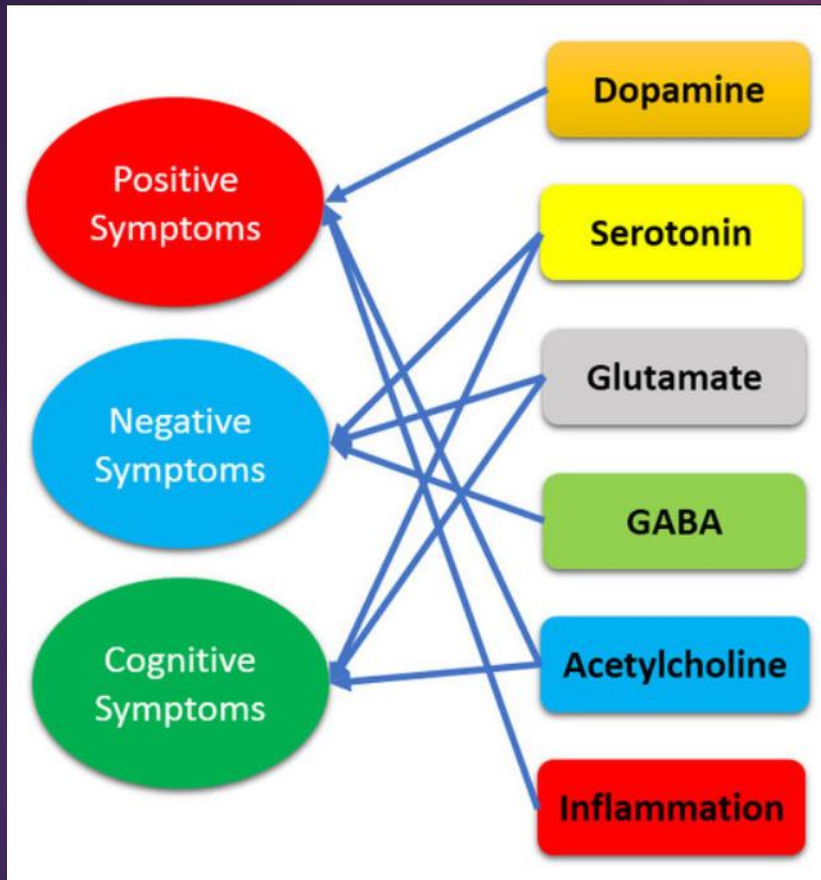 Positive
Symptoms
Negative
Symptoms
Cognitive
Symptoms
Dopamine
Serotonin
Glutamate
GABA
Acetylcholine
Inflammation